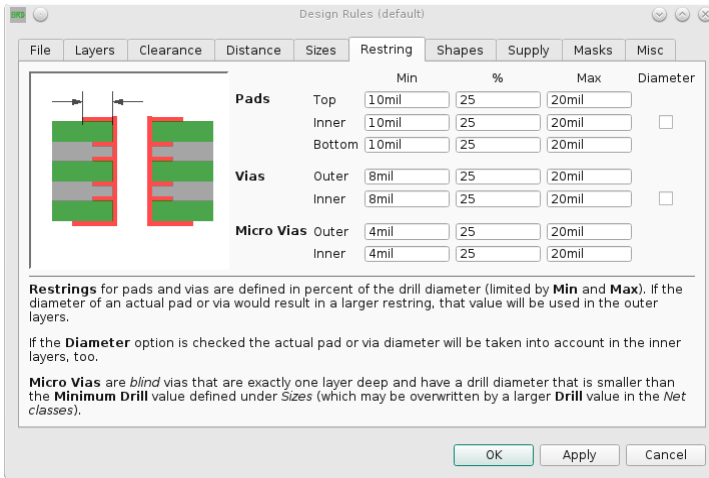 BRD Design Rules (default)
File Layers Clearance Distance Sizes Restring Shapes Supply Masks Misc
Min % Max Diameter
Pads Top 10mil 25 20mil
Inner 10mil 25 20mil
Bottom 10mil 25 20mil
Vias Outer 8mil 25 20mil
Inner 8mil 25 20mil
Micro Vias Outer 4mil 25 20mil
Inner 4mil 25 20mil
Restrings for pads and vias are defined in percent of the drill diameter (limited by Min and Max). If the
diameter of an actual pad or via would result in a larger restring, that value will be used in the outer
layers.
If the Diameter option is checked the actual pad or via diameter will be taken into account in the inner
layers, too.
Micro Vias are blind vias that are exactly one layer deep and have a drill diameter that is smaller than
the Minimum Drill value defined under Sizes (which may be overwritten by a larger Drill value in the Net
classes).
OK Apply Cancel